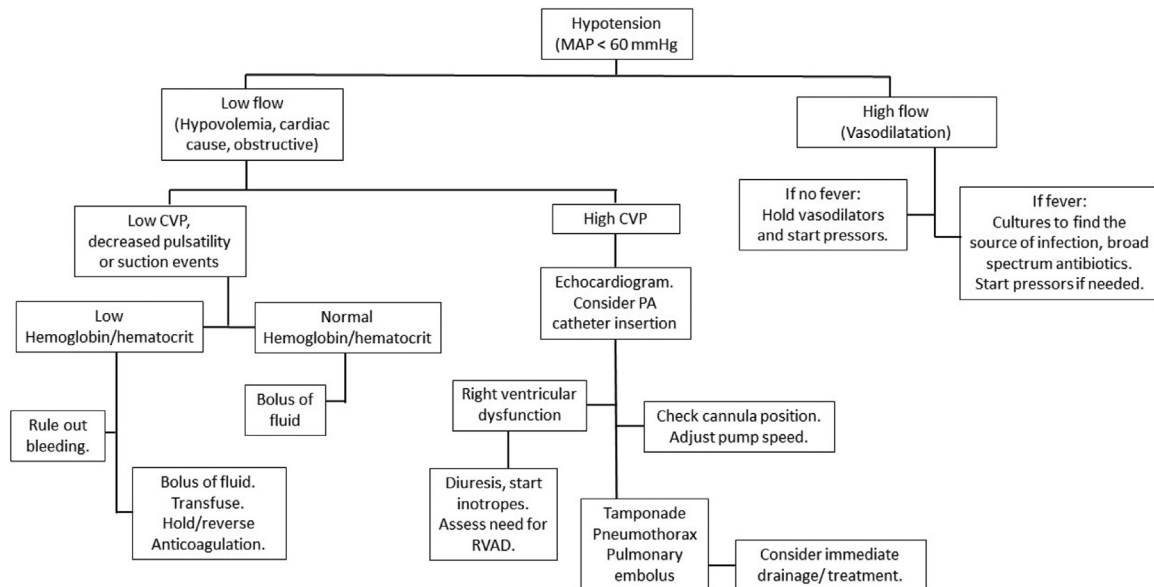 Hypotension
(MAP < 60 mmHg
Low flow
(Hypovolemia, cardiac
cause, obstructive)
High flow
(Vasodilatation)
If no fever:
Hold vasodilators
and start pressors.
If fever:
Cultures to find the
source of infection, broad
spectrum antibiotics.
Start pressors if needed.
Low CVP,
decreased pulsatility
or suction events
High CVP
Low
Hemoglobin/hematocrit
Normal
Hemoglobin/hematocrit
Echocardiogram.
Consider PA
catheter insertion
Rule out
bleeding.
Bolus of fluid.
Transfuse.
Hold/reverse
Anticoagulation.
Bolus of
fluid
Right ventricular
dysfunction
Check cannula position.
Adjust pump speed.
Diuresis, start
inotropes.
Assess need for
RVAD.
Tamponade
Pneumothorax
Pulmonary
embolus
Consider immediate
drainage/ treatment.